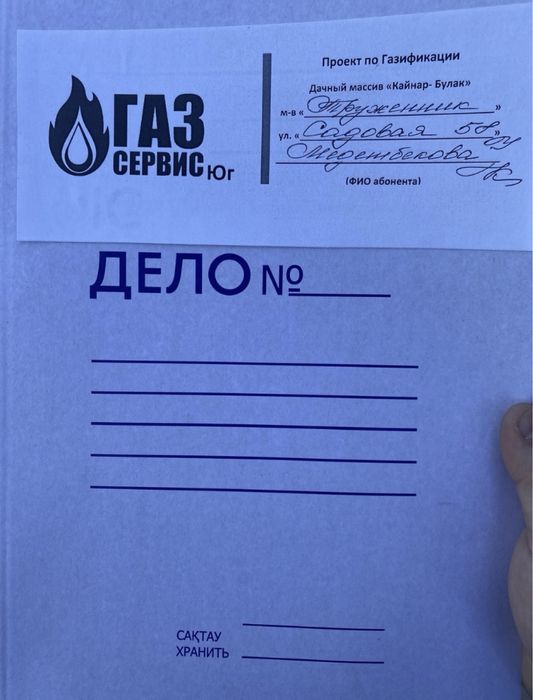 ГАЗ
СЕРВИС Юг
Проект по Газификации
Дачный массив «Кайнар- Булак»
м-в « Труженник »
ул. « Садовая 58 »
Медетбекова
(ФИО абонента)
ДЕЛО №
САҚТАУ
ХРАНИТЬ